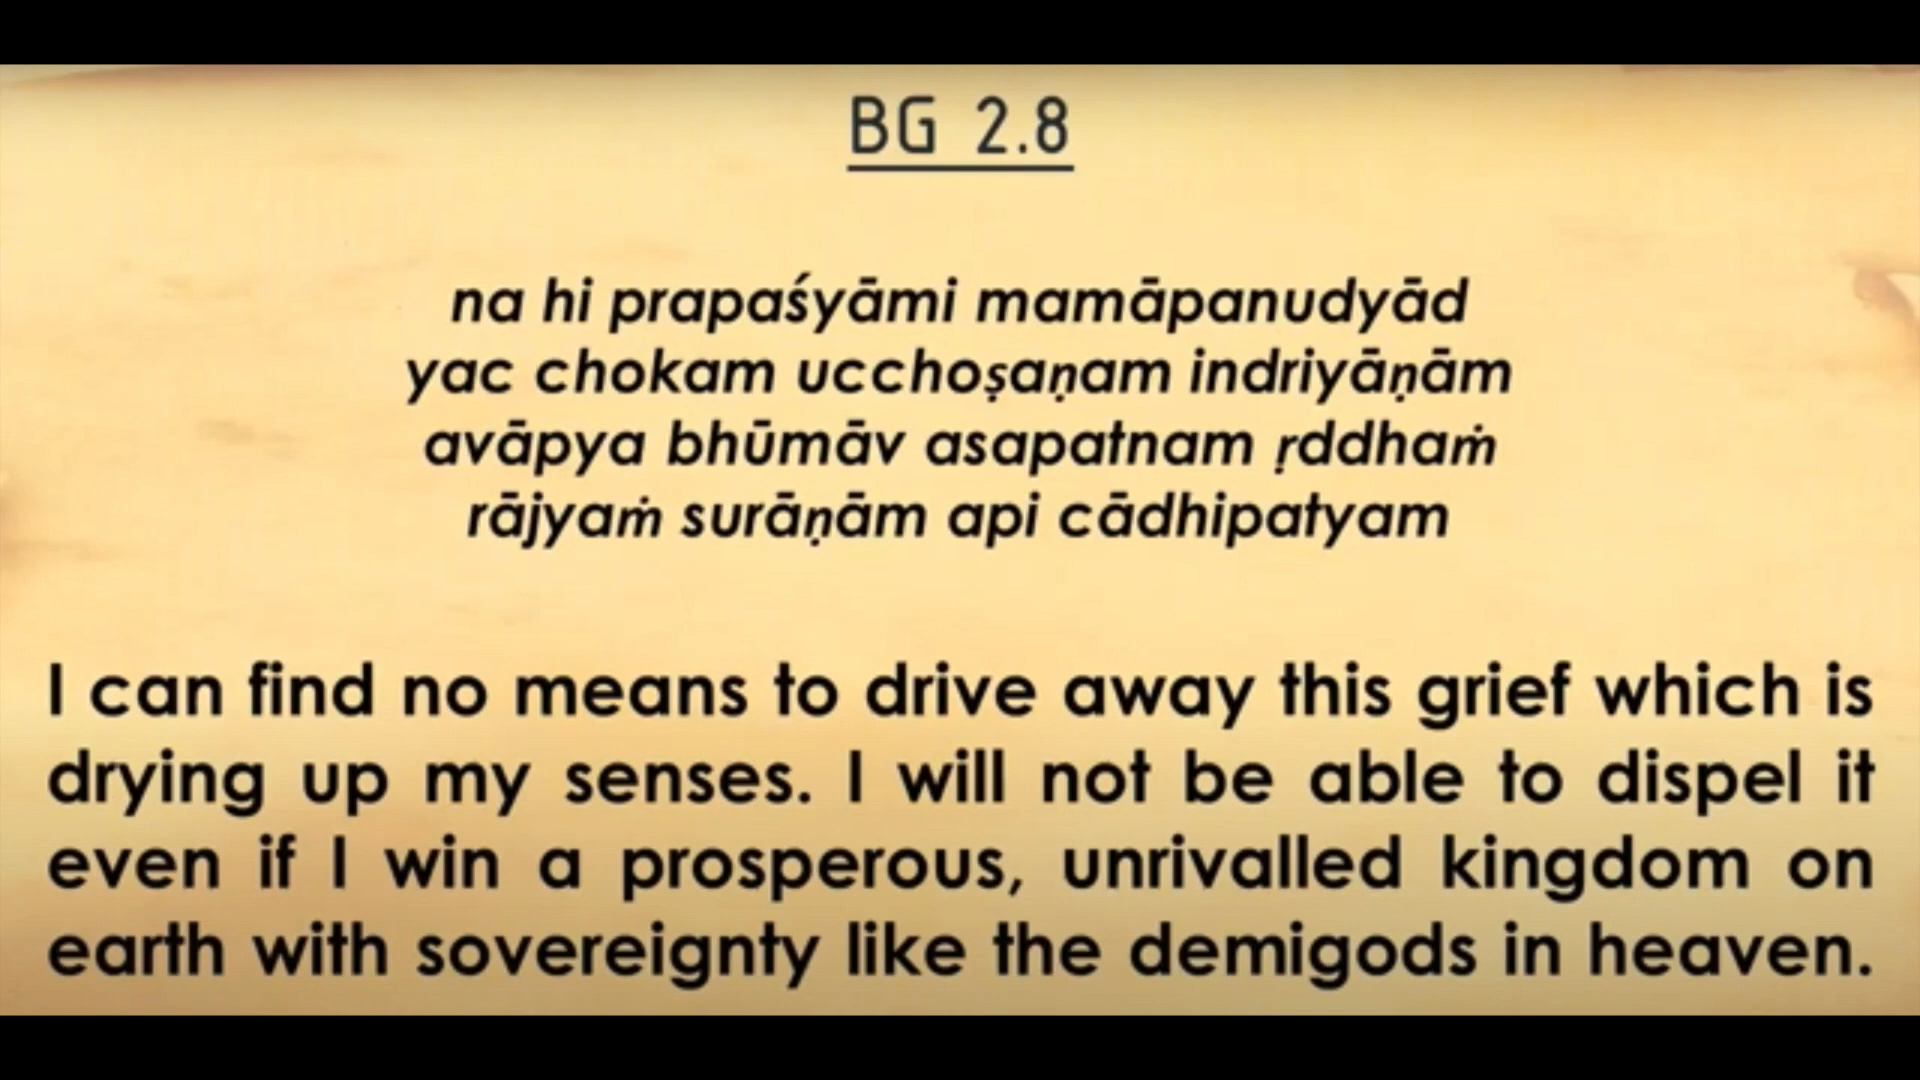 BG 2.8
na hi prapaśyāmi mamāpanudyād
yac chokam ucchoṣaṇam indriyāṇām
avāpya bhūmāv asapatnam ṛddhaṁ
rājyaṁ surāṇām api cādhipatyam
I can find no means to drive away this grief which is
drying up my senses. I will not be able to dispel it
even if I win a prosperous, unrivalled kingdom on
earth with sovereignty like the demigods in heaven.